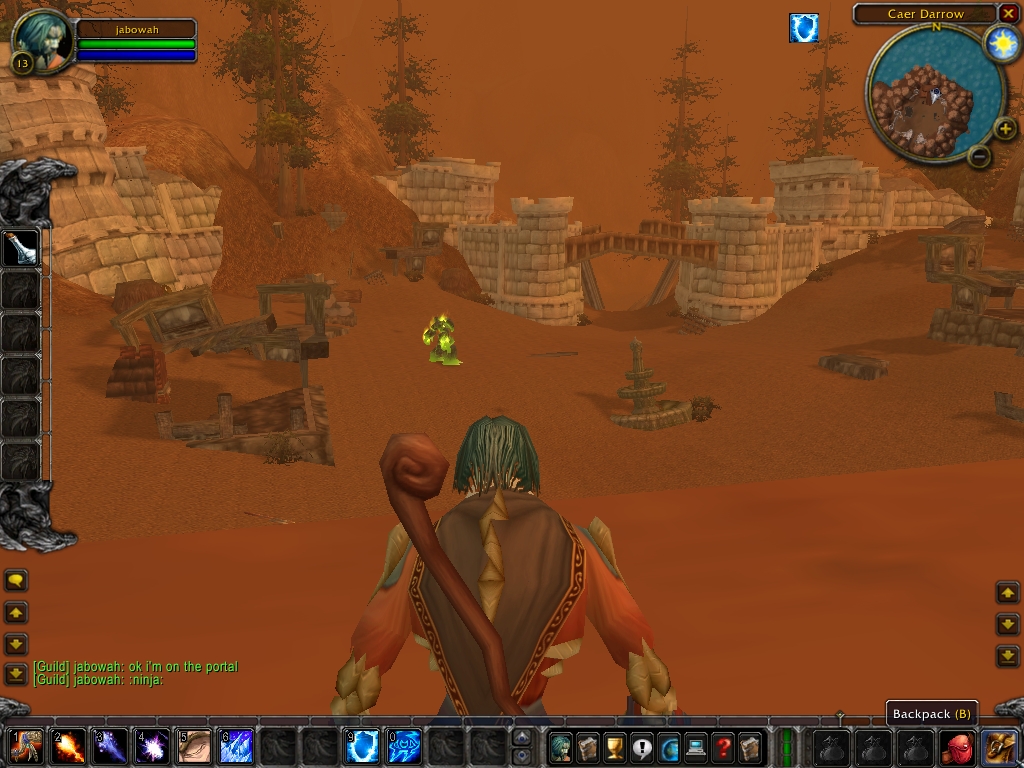 jabowah
13
Caer Darrow
N
[Guild] jabowah: ok i'm on the portal
[Guild] jabowah: :ninja:
Backpack (B)
1 2 3 4 5 6 9 0